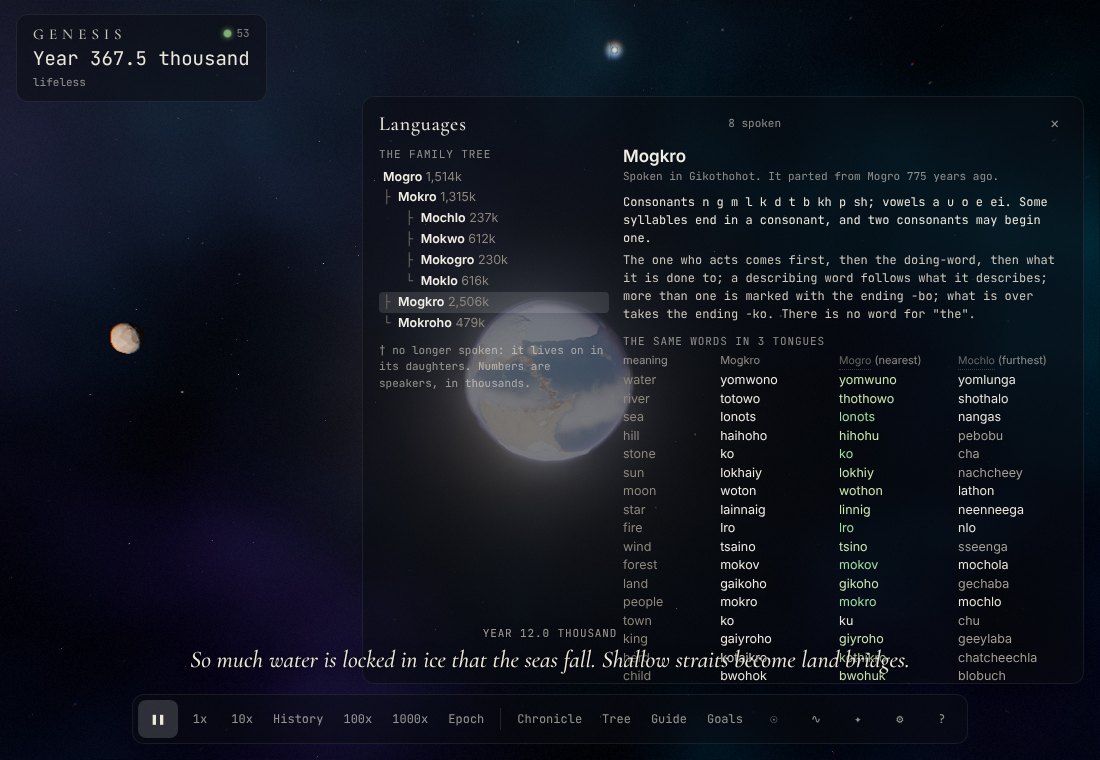 GENESIS
53
Year 367.5 thousand
lifeless
Languages
8 spoken
×
THE FAMILY TREE
Mogro 1,514k
├ Mokro 1,315k
├ Mochlo 237k
├ Mokwo 612k
├ Mokogro 230k
└ Moklo 616k
├ Mogkro 2,506k
└ Mokroho 479k
† no longer spoken: it lives on in
its daughters. Numbers are
speakers, in thousands.
Mogkro
Spoken in Gikothohot. It parted from Mogro 775 years ago.
Consonants n g m l k d t b kh p sh; vowels a u o e ei. Some
syllables end in a consonant, and two consonants may begin
one.
The one who acts comes first, then the doing-word, then what
it is done to; a describing word follows what it describes;
more than one is marked with the ending -bo; what is over
takes the ending -ko. There is no word for "the".
THE SAME WORDS IN 3 TONGUES
meaning Mogkro Mogro (nearest) Mochlo (furthest)
water yomwono yomwuno yomlunga
river totowo thothowo shothalo
sea lonots lonots nangas
hill haihoho hihohu pebobu
stone ko ko cha
sun lokhaiy lokhiy nachcheey
moon woton wothon lathon
star lainnaig linnig neenneega
fire lro lro nlo
wind tsaino tsino sseenga
forest mokov mokov mochola
land gaikoho gikoho gechaba
people mokro mokro mochlo
town ko ku chu
king gaiyroho giyroho geeylaba
kotaikro kothikro chatcheechla
child bwohok bwohuk blobuch
YEAR 12.0 THOUSAND
So much water is locked in ice that the seas fall. Shallow straits become land bridges.
1x 10x History 100x 1000x Epoch Chronicle Tree Guide Goals ?